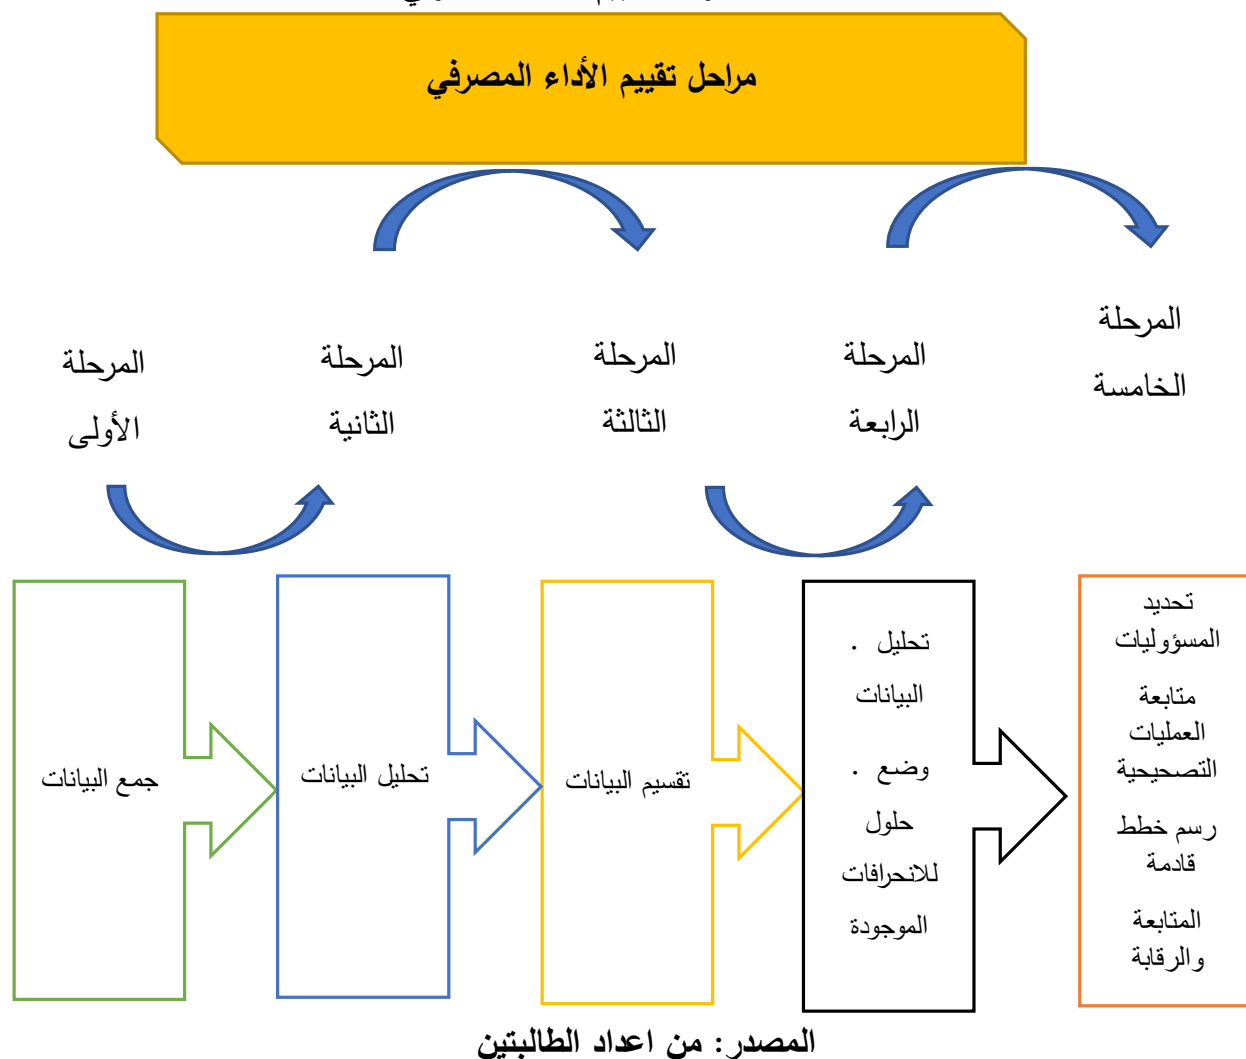 مراحل تقييم الأداء المصرفي
المرحلة
الأولى
المرحلة
الثانية
المرحلة
الثالثة
المرحلة
الرابعة
المرحلة
الخامسة
جمع البيانات
تحليل البيانات
تقسيم البيانات
تحليل .
البيانات
وضع .
حلول
للانحرافات
الموجودة
تحديد
المسؤوليات
متابعة
العمليات
التصحيحية
رسم خطط
قادمة
المتابعة
والرقابة
المصدر: من اعداد الطالبتين